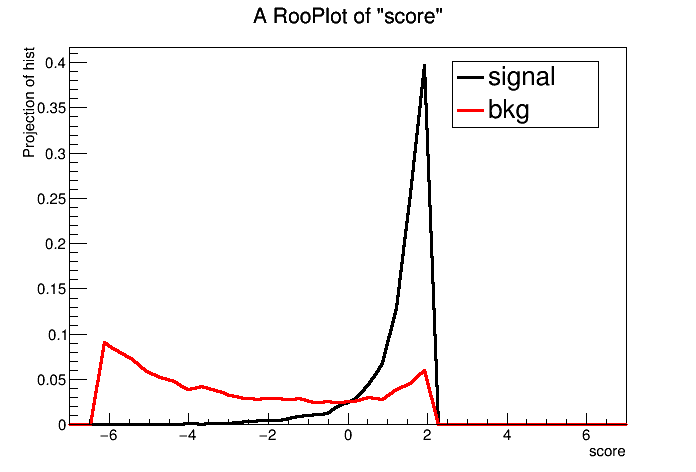 A RooPlot of "score"
Projection of hist
0.4
0.35
0.3
0.25
0.2
0.15
0.1
0.05
0
−6 −4 −2 0 2 4 6
score
signal
bkg